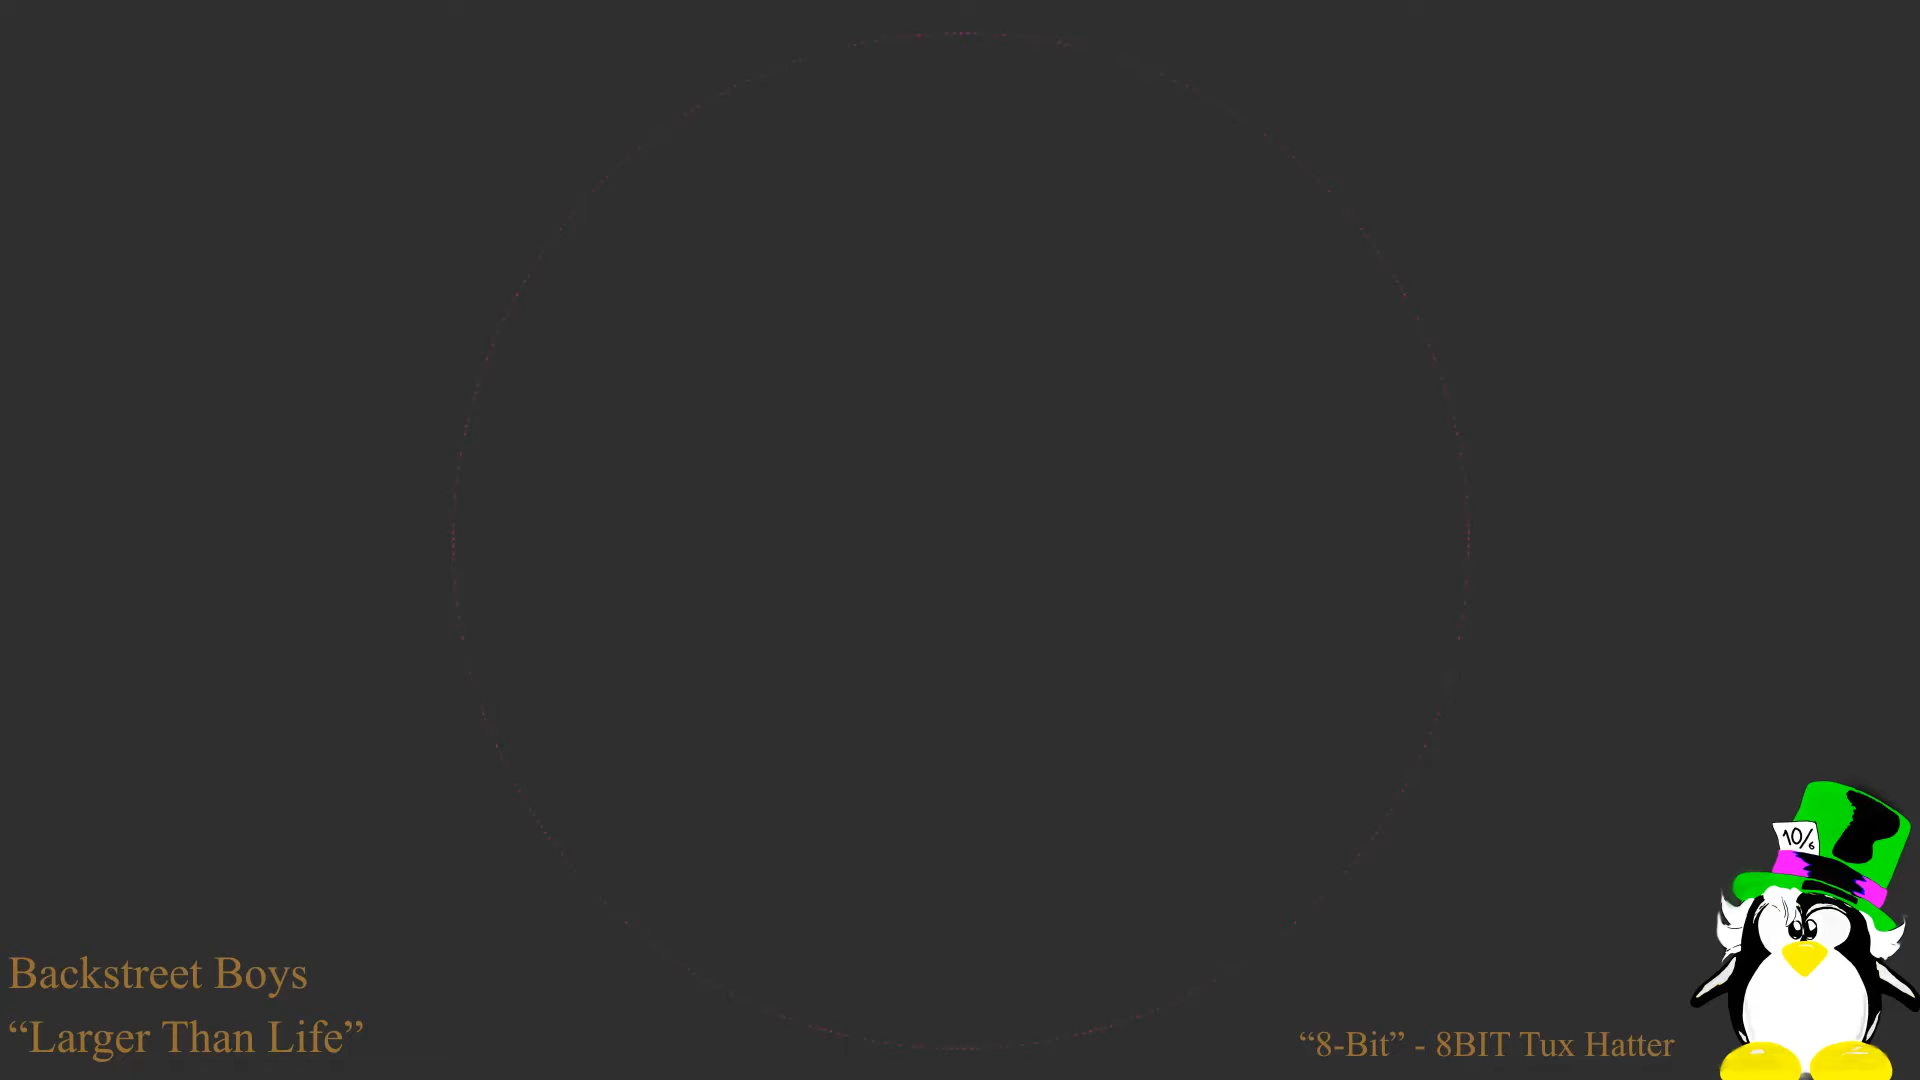 10/6
Backstreet Boys
“Larger Than Life”
“8-Bit” - 8BIT Tux Hatter